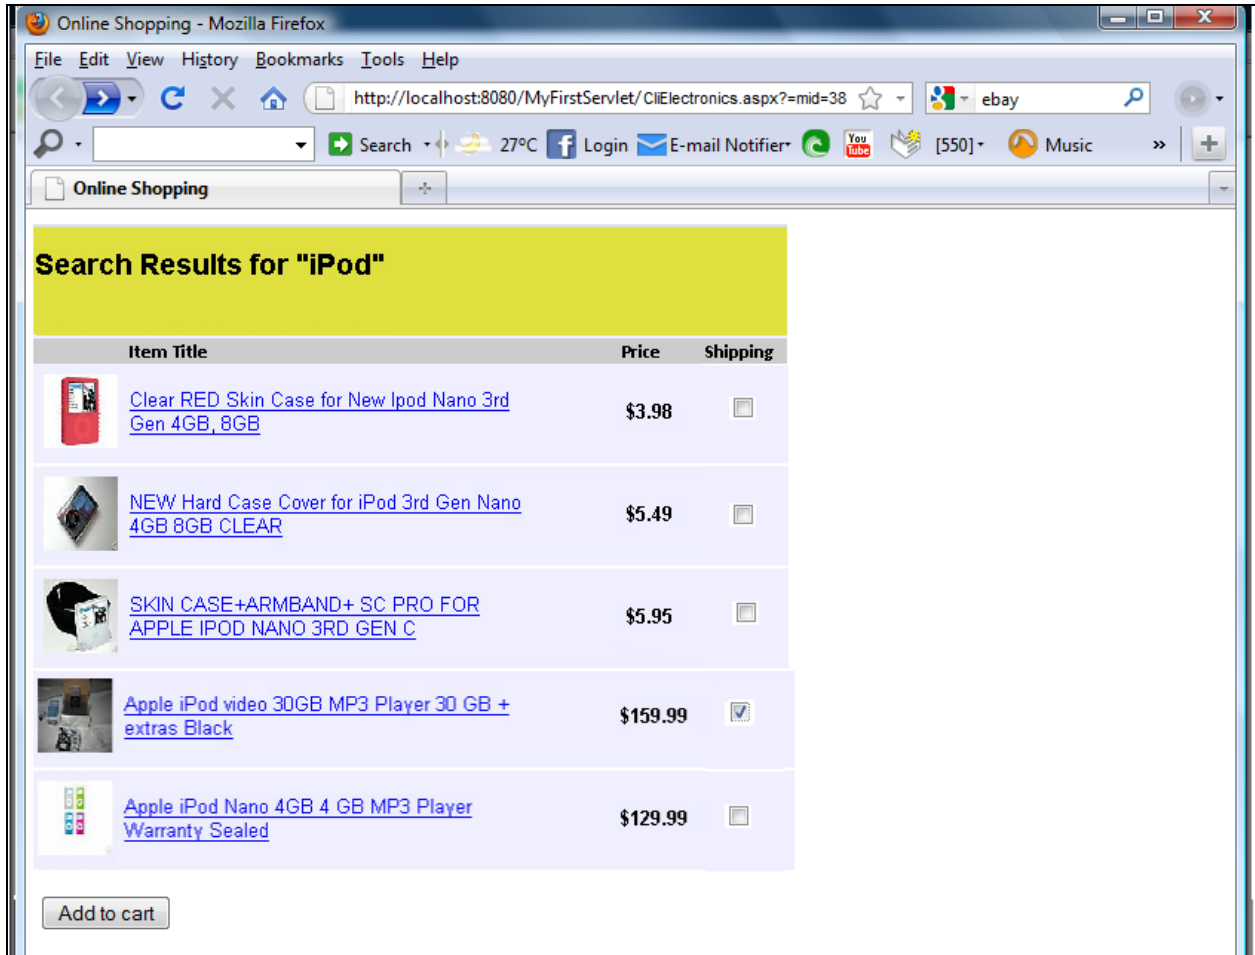 Online Shopping - Mozilla Firefox
File Edit View History Bookmarks Tools Help
http://localhost:8080/MyFirstServlet/CliElectronics.aspx?=mid=38 ebay
Search 27ºC Login E-mail Notifier You Tube [550] Music »
Online Shopping
Search Results for "iPod"
Item Title Price Shipping
Clear RED Skin Case for New Ipod Nano 3rd
Gen 4GB, 8GB
$3.98
NEW Hard Case Cover for iPod 3rd Gen Nano
4GB 8GB CLEAR
$5.49
SKIN CASE+ARMBAND+ SC PRO FOR
APPLE IPOD NANO 3RD GEN C
$5.95
Apple iPod video 30GB MP3 Player 30 GB +
extras Black
$159.99
Apple iPod Nano 4GB 4 GB MP3 Player
Warranty Sealed
$129.99
Add to cart